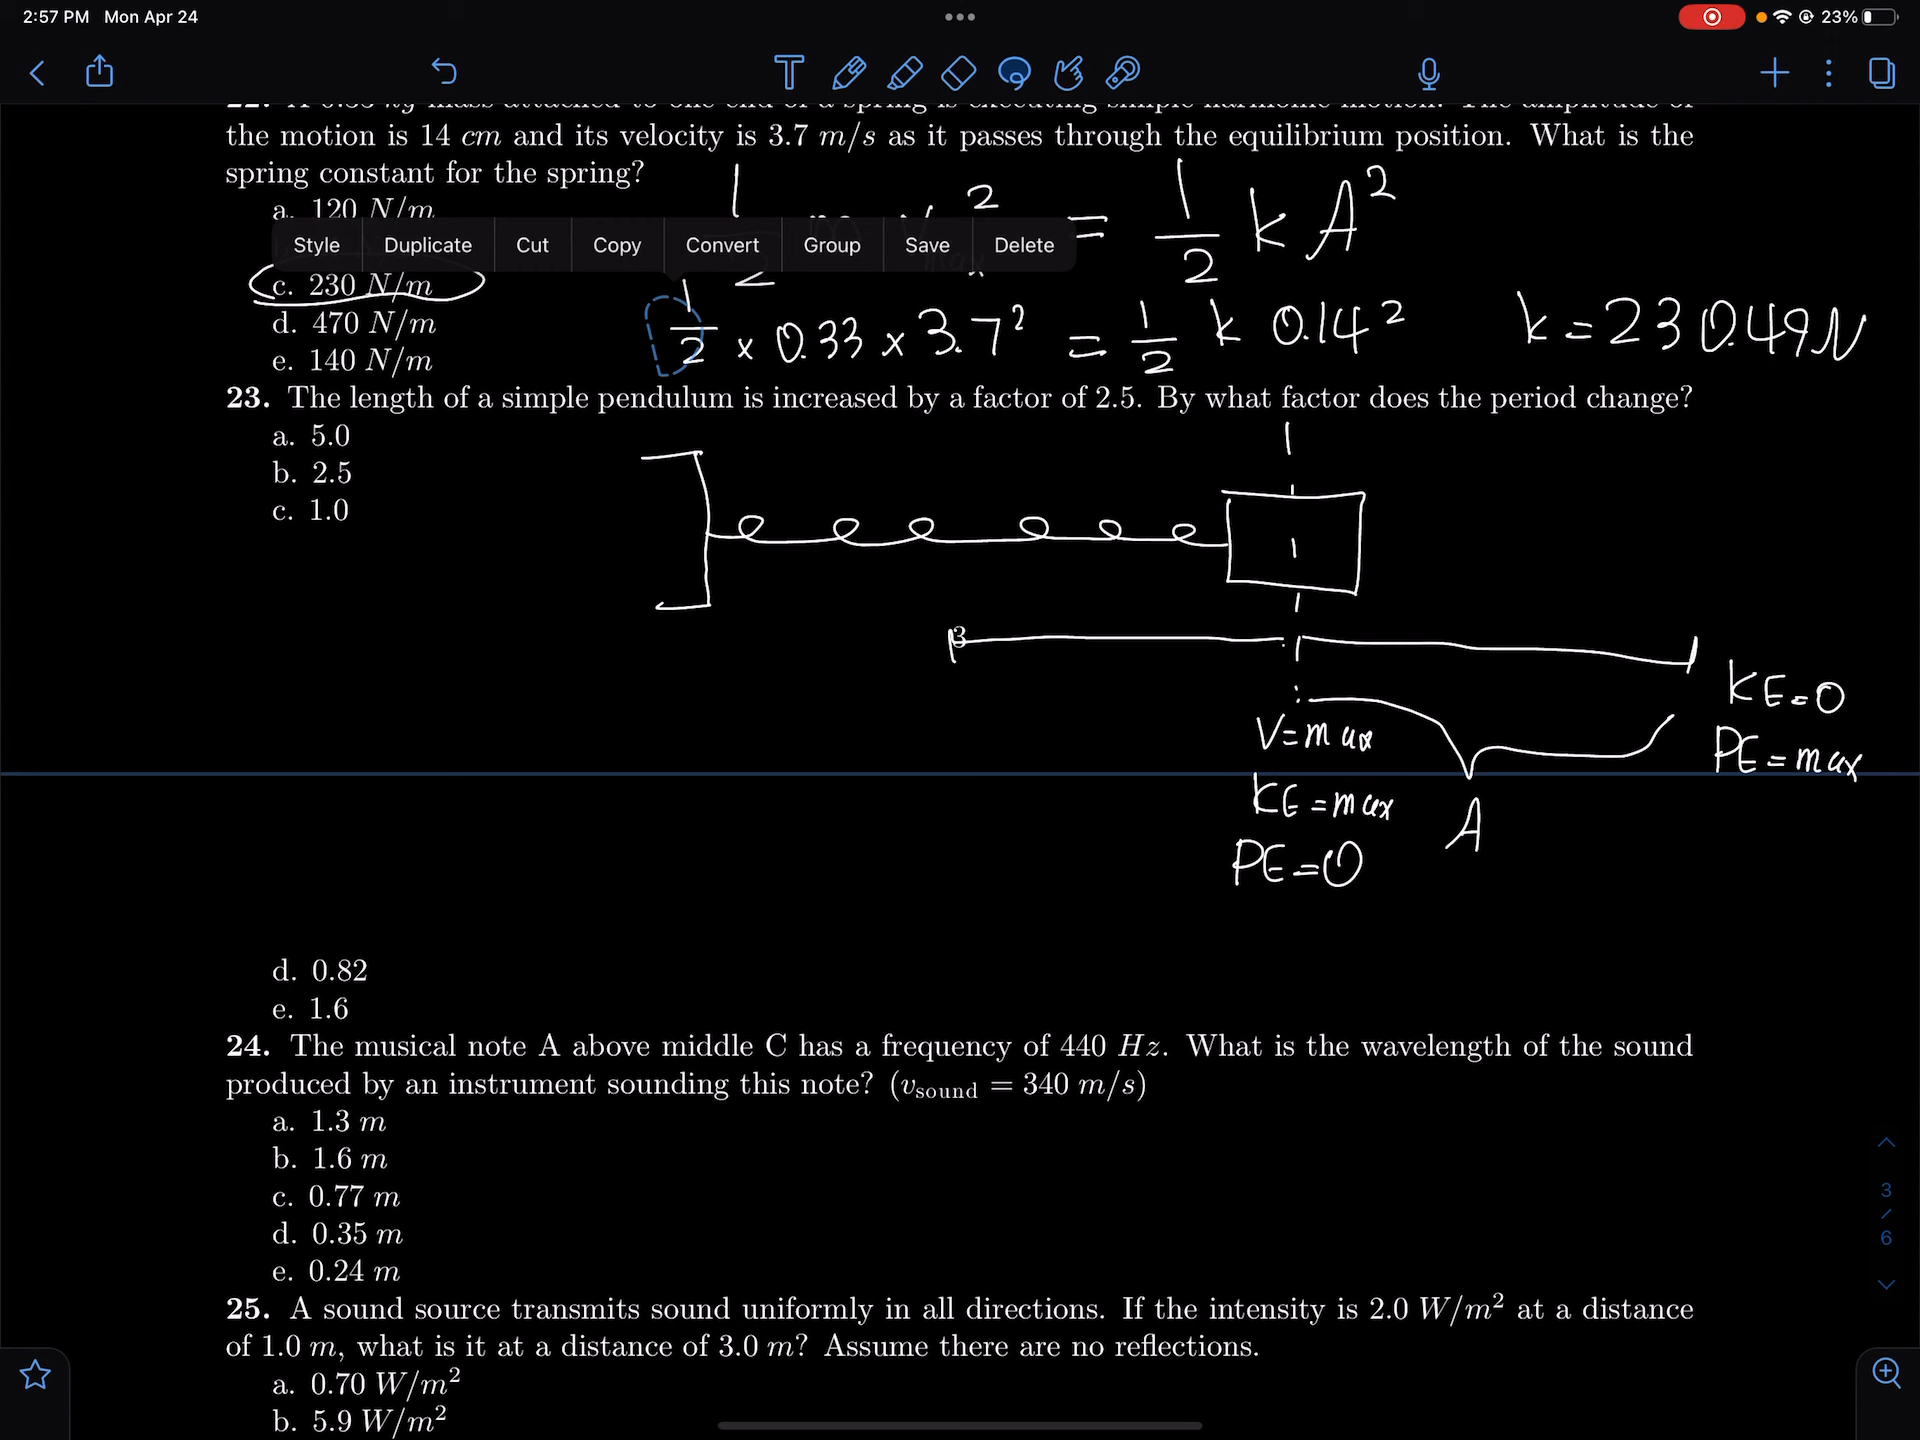 2:57 PM Mon Apr 24
23%
the motion is 14 cm and its velocity is 3.7 m/s as it passes through the equilibrium position. What is the
spring constant for the spring?
a. 120 N/m
2 = 1/2 k A²
Style Duplicate Cut Copy Convert Group Save Delete
c. 230 N/m
1/2 × 0.33 × 3.7² = 1/2 k 0.14² k = 230.49N
d. 470 N/m
e. 140 N/m
23. The length of a simple pendulum is increased by a factor of 2.5. By what factor does the period change?
a. 5.0
b. 2.5
c. 1.0
3
KE=0
PE=max
V=max
KE=max
PE=0
A
d. 0.82
e. 1.6
24. The musical note A above middle C has a frequency of 440 Hz. What is the wavelength of the sound
produced by an instrument sounding this note? (vsound = 340 m/s)
a. 1.3 m
b. 1.6 m
c. 0.77 m
d. 0.35 m
e. 0.24 m
3
/
6
25. A sound source transmits sound uniformly in all directions. If the intensity is 2.0 W/m² at a distance
of 1.0 m, what is it at a distance of 3.0 m? Assume there are no reflections.
a. 0.70 W/m²
b. 5.9 W/m²